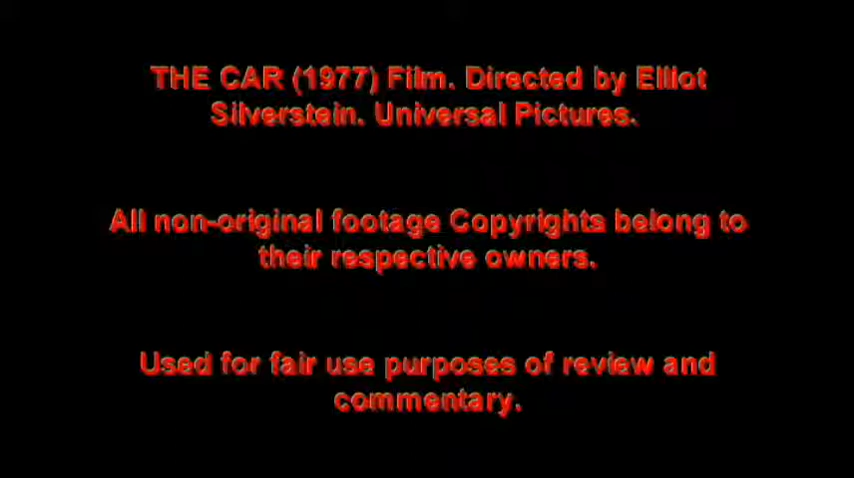 THE CAR (1977) Film. Directed by Elliot
Silverstein. Universal Pictures.
All non-original footage Copyrights belong to
their respective owners.
Used for fair use purposes of review and
commentary.